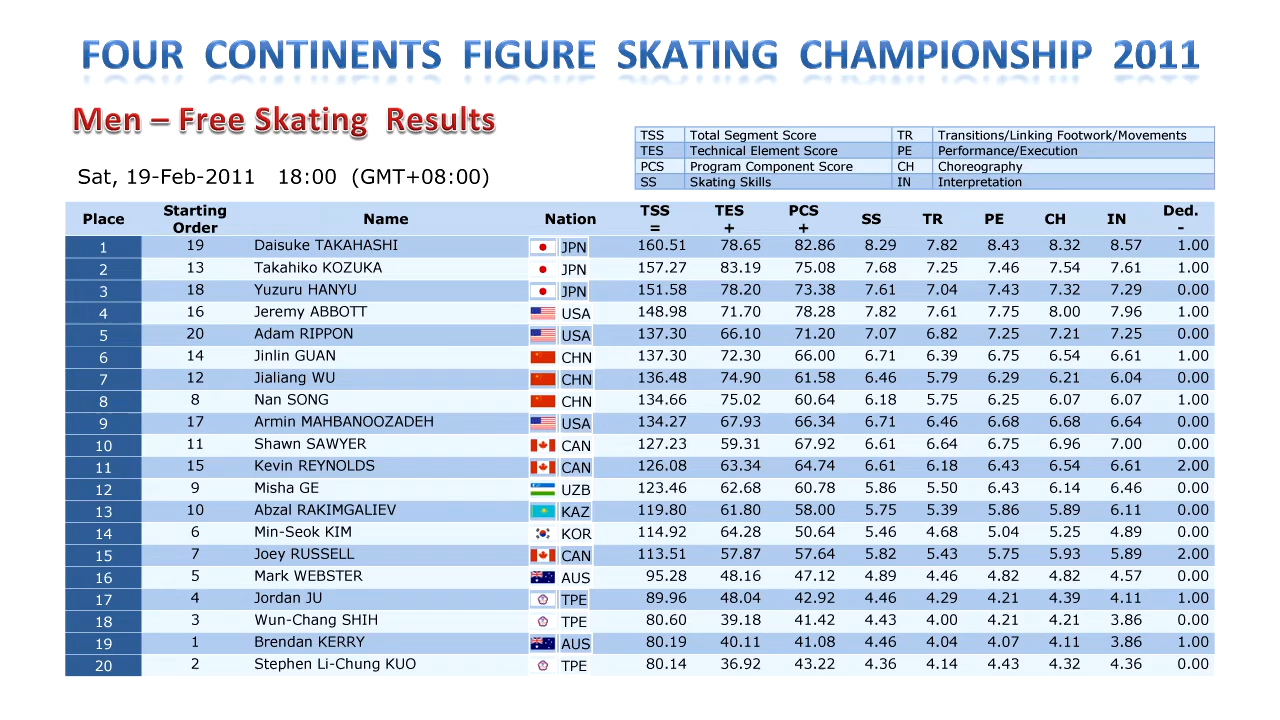 FOUR CONTINENTS FIGURE SKATING CHAMPIONSHIP 2011
Men – Free Skating Results
Sat, 19-Feb-2011 18:00 (GMT+08:00)
TSS Total Segment Score TR Transitions/Linking Footwork/Movements
TES Technical Element Score PE Performance/Execution
PCS Program Component Score CH Choreography
SS Skating Skills IN Interpretation
Place Starting Order Name Nation TSS = TES + PCS + SS TR PE CH IN Ded. -
1 19 Daisuke TAKAHASHI JPN 160.51 78.65 82.86 8.29 7.82 8.43 8.32 8.57 1.00
2 13 Takahiko KOZUKA JPN 157.27 83.19 75.08 7.68 7.25 7.46 7.54 7.61 1.00
3 18 Yuzuru HANYU JPN 151.58 78.20 73.38 7.61 7.04 7.43 7.32 7.29 0.00
4 16 Jeremy ABBOTT USA 148.98 71.70 78.28 7.82 7.61 7.75 8.00 7.96 1.00
5 20 Adam RIPPON USA 137.30 66.10 71.20 7.07 6.82 7.25 7.21 7.25 0.00
6 14 Jinlin GUAN CHN 137.30 72.30 66.00 6.71 6.39 6.75 6.54 6.61 1.00
7 12 Jialiang WU CHN 136.48 74.90 61.58 6.46 5.79 6.29 6.21 6.04 0.00
8 8 Nan SONG CHN 134.66 75.02 60.64 6.18 5.75 6.25 6.07 6.07 1.00
9 17 Armin MAHBANOOZADEH USA 134.27 67.93 66.34 6.71 6.46 6.68 6.68 6.64 0.00
10 11 Shawn SAWYER CAN 127.23 59.31 67.92 6.61 6.64 6.75 6.96 7.00 0.00
11 15 Kevin REYNOLDS CAN 126.08 63.34 64.74 6.61 6.18 6.43 6.54 6.61 2.00
12 9 Misha GE UZB 123.46 62.68 60.78 5.86 5.50 6.43 6.14 6.46 0.00
13 10 Abzal RAKIMGALIEV KAZ 119.80 61.80 58.00 5.75 5.39 5.86 5.89 6.11 0.00
14 6 Min-Seok KIM KOR 114.92 64.28 50.64 5.46 4.68 5.04 5.25 4.89 0.00
15 7 Joey RUSSELL CAN 113.51 57.87 57.64 5.82 5.43 5.75 5.93 5.89 2.00
16 5 Mark WEBSTER AUS 95.28 48.16 47.12 4.89 4.46 4.82 4.82 4.57 0.00
17 4 Jordan JU TPE 89.96 48.04 42.92 4.46 4.29 4.21 4.39 4.11 1.00
18 3 Wun-Chang SHIH TPE 80.60 39.18 41.42 4.43 4.00 4.21 4.21 3.86 0.00
19 1 Brendan KERRY AUS 80.19 40.11 41.08 4.46 4.04 4.07 4.11 3.86 1.00
20 2 Stephen Li-Chung KUO TPE 80.14 36.92 43.22 4.36 4.14 4.43 4.32 4.36 0.00